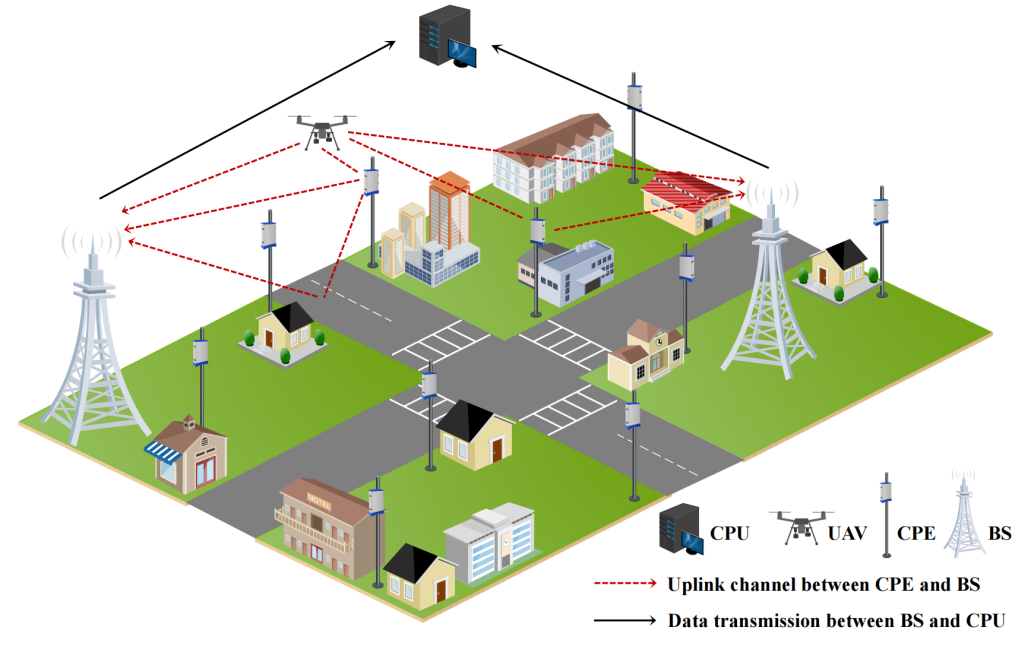 MOTEL
CPU
UAV
CPE
BS
Uplink channel between CPE and BS
Data transmission between BS and CPU